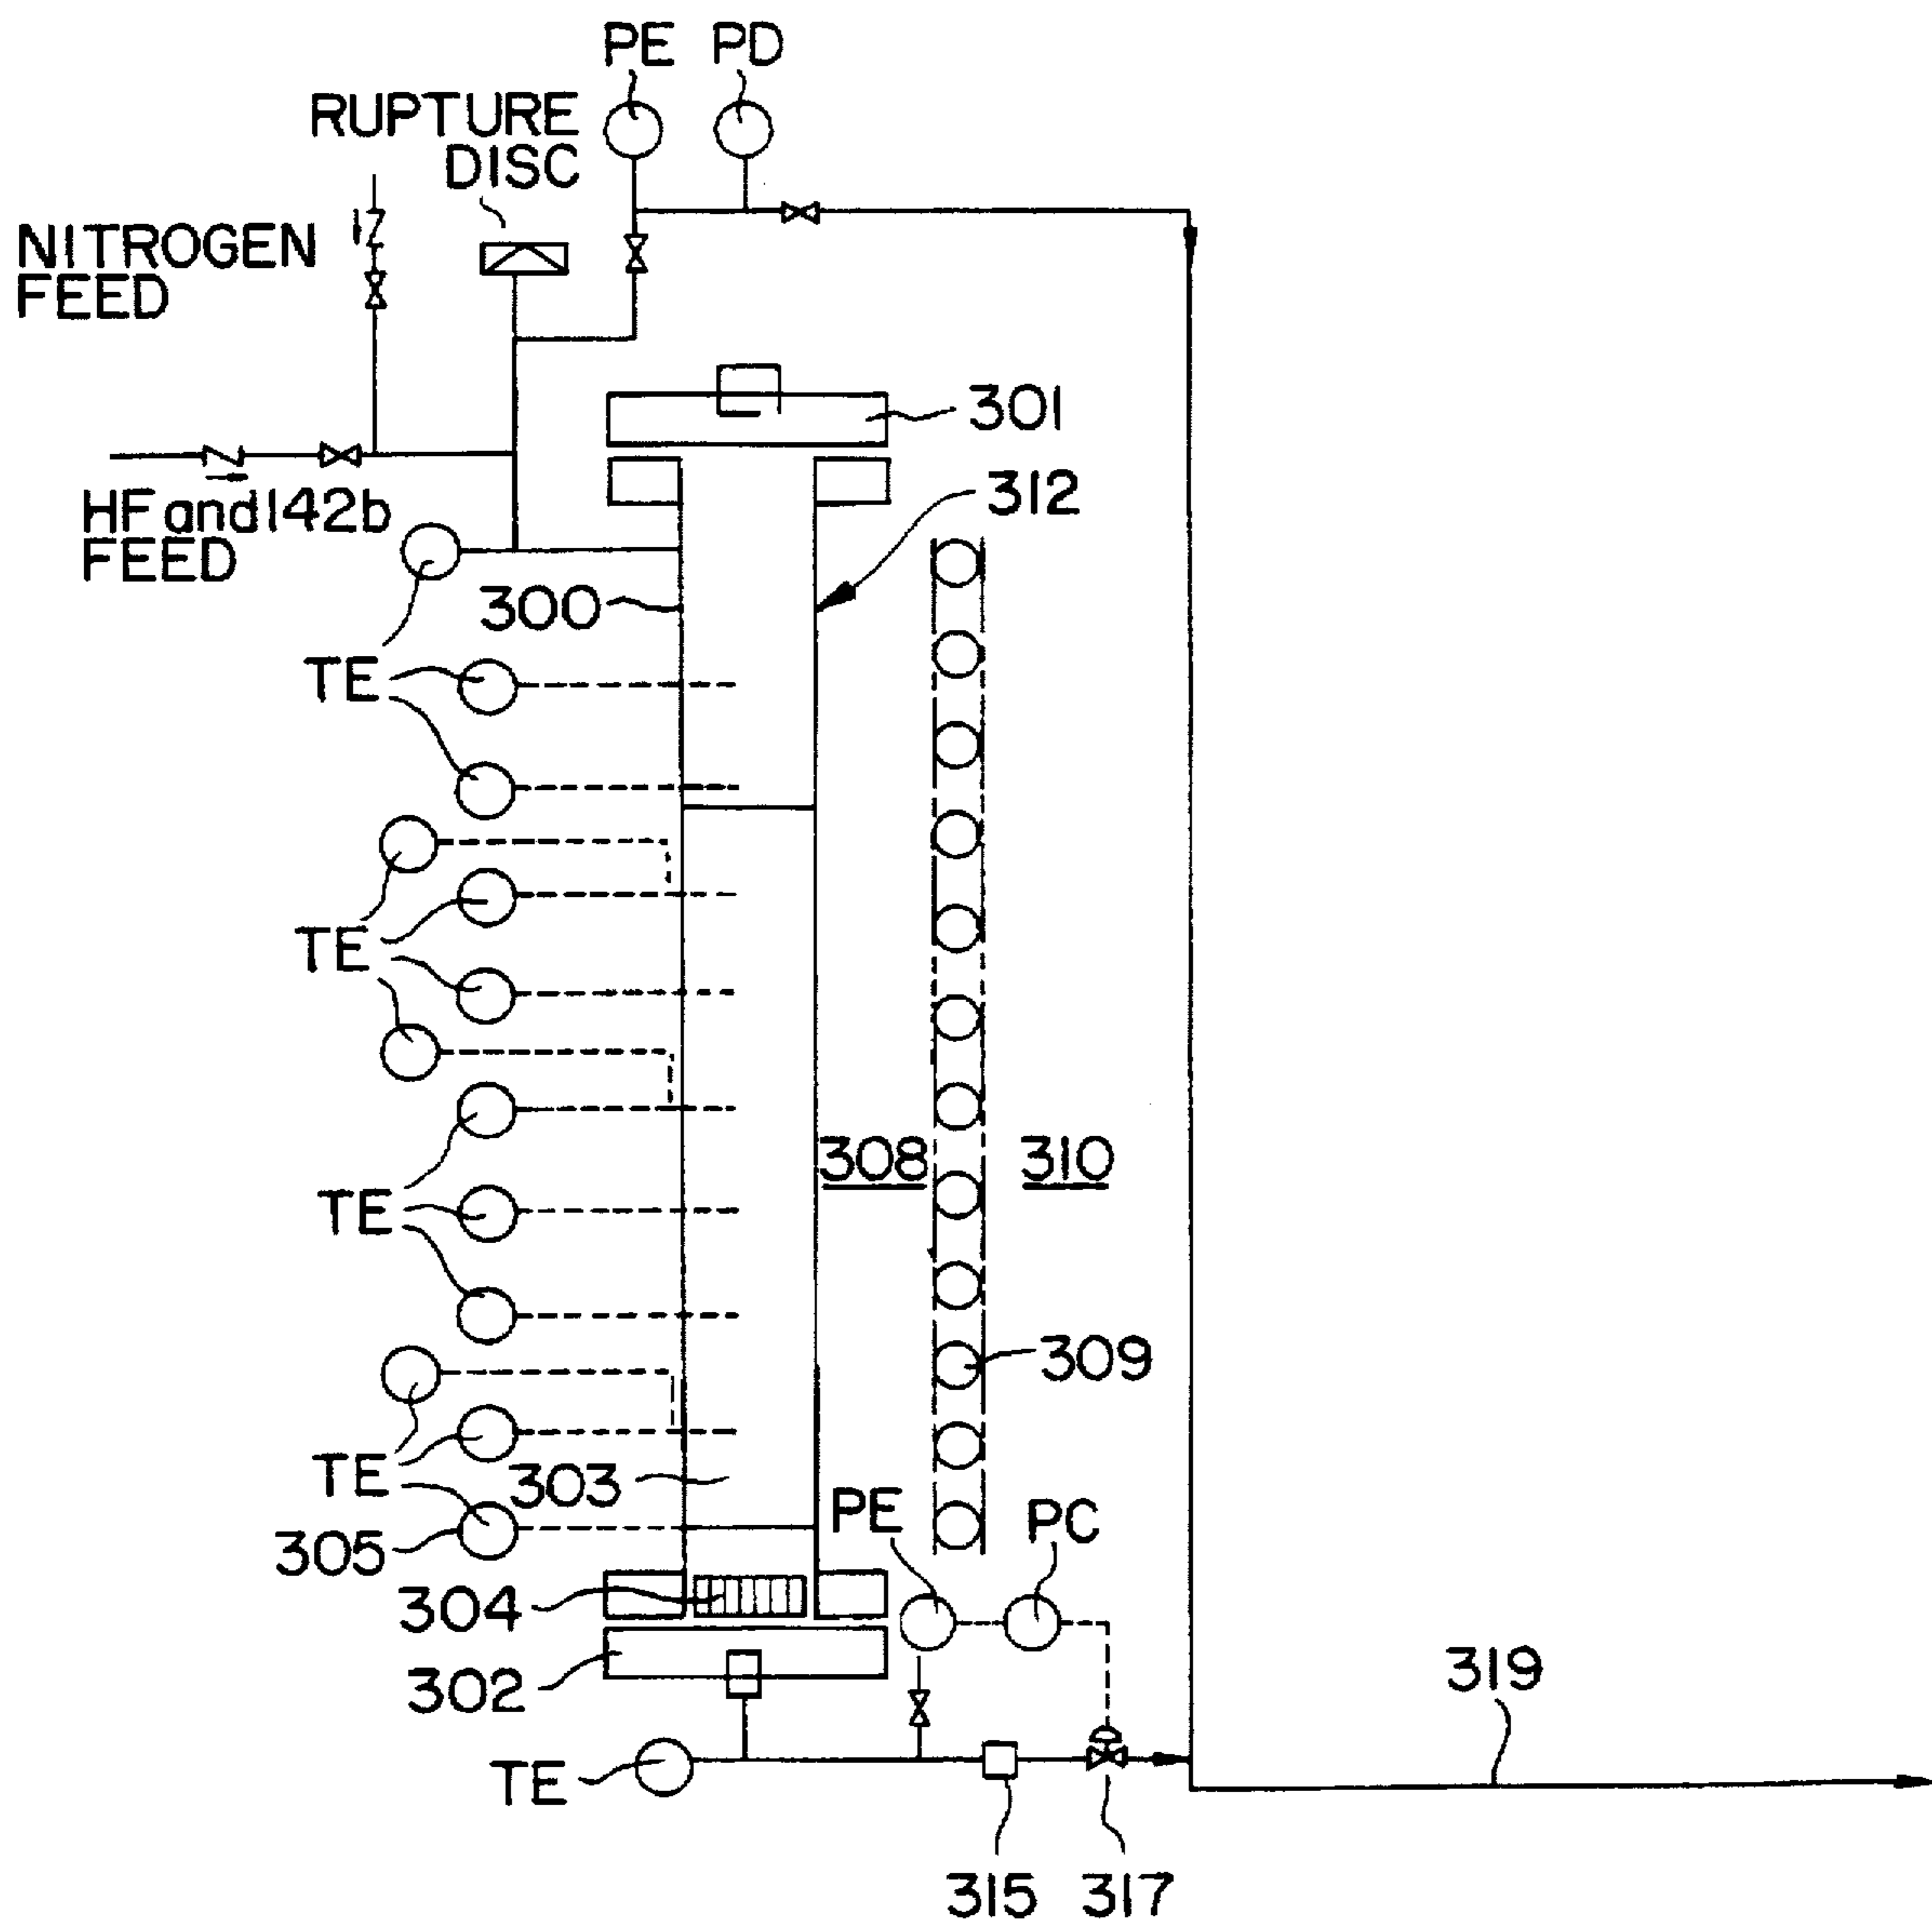 PE PD
RUPTURE
DISC
NITROGEN
FEED
301
312
HF and 142b
FEED
300
TE
TE
308
310
TE
309
TE
303
PE
PC
305
304
302
319
TE
315
317